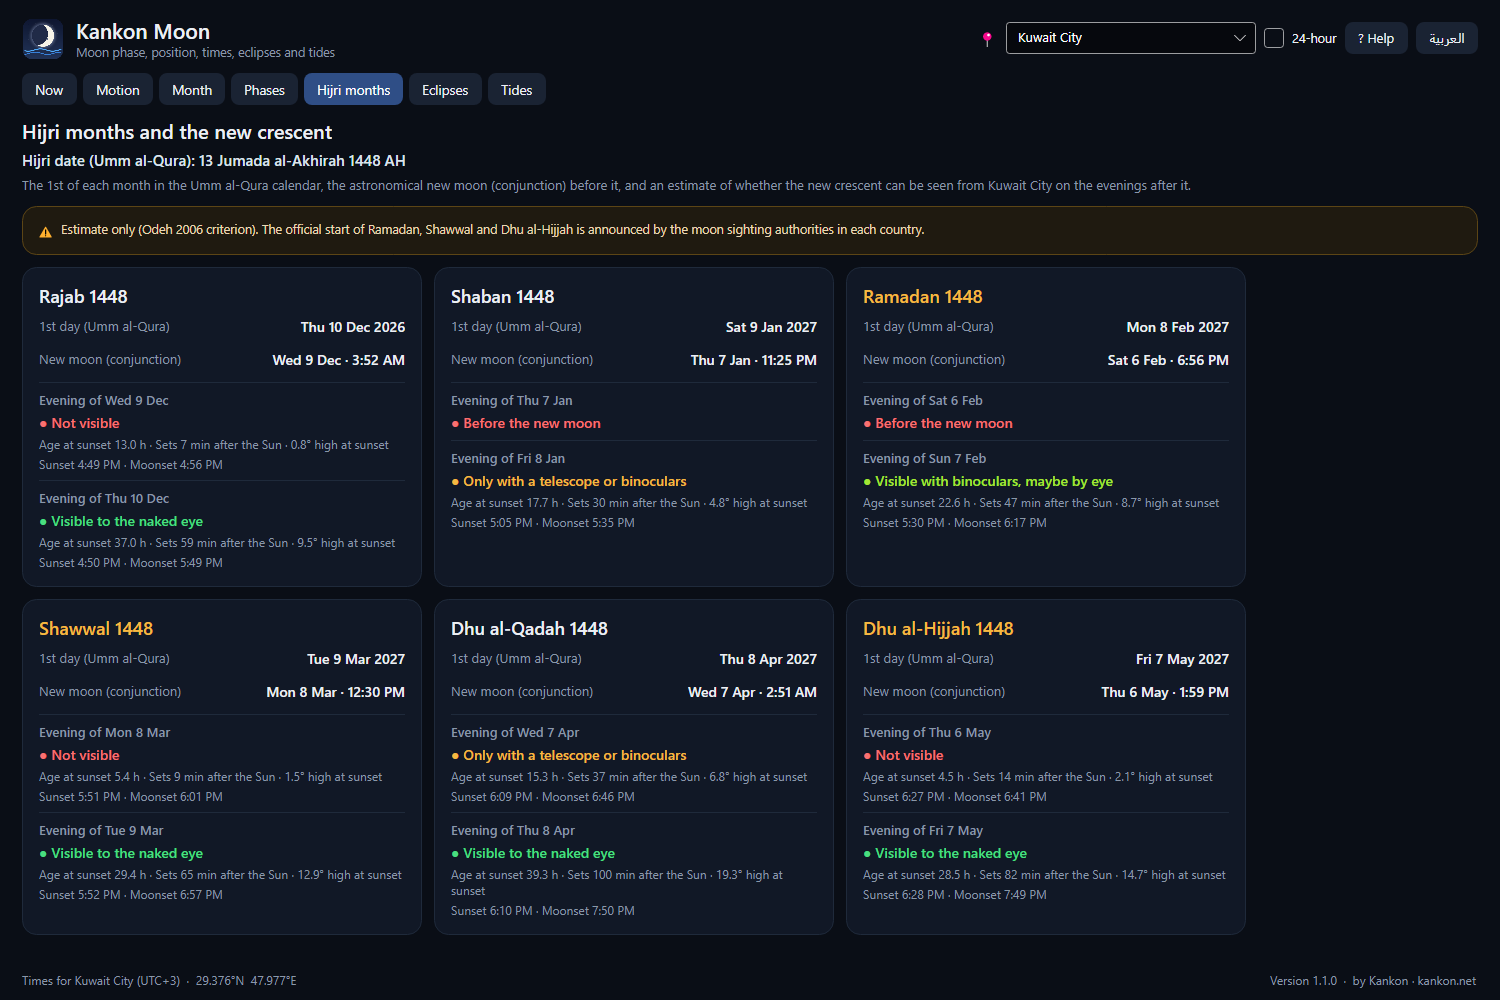 Kankon Moon
Moon phase, position, times, eclipses and tides
Kuwait City
24-hour
? Help
العربية
Now
Motion
Month
Phases
Hijri months
Eclipses
Tides
Hijri months and the new crescent
Hijri date (Umm al-Qura): 13 Jumada al-Akhirah 1448 AH
The 1st of each month in the Umm al-Qura calendar, the astronomical new moon (conjunction) before it, and an estimate of whether the new crescent can be seen from Kuwait City on the evenings after it.
Estimate only (Odeh 2006 criterion). The official start of Ramadan, Shawwal and Dhu al-Hijjah is announced by the moon sighting authorities in each country.
Rajab 1448
1st day (Umm al-Qura) Thu 10 Dec 2026
New moon (conjunction) Wed 9 Dec · 3:52 AM
Evening of Wed 9 Dec
● Not visible
Age at sunset 13.0 h · Sets 7 min after the Sun · 0.8° high at sunset
Sunset 4:49 PM · Moonset 4:56 PM
Evening of Thu 10 Dec
● Visible to the naked eye
Age at sunset 37.0 h · Sets 59 min after the Sun · 9.5° high at sunset
Sunset 4:50 PM · Moonset 5:49 PM
Shaban 1448
1st day (Umm al-Qura) Sat 9 Jan 2027
New moon (conjunction) Thu 7 Jan · 11:25 PM
Evening of Thu 7 Jan
● Before the new moon
Evening of Fri 8 Jan
● Only with a telescope or binoculars
Age at sunset 17.7 h · Sets 30 min after the Sun · 4.8° high at sunset
Sunset 5:05 PM · Moonset 5:35 PM
Ramadan 1448
1st day (Umm al-Qura) Mon 8 Feb 2027
New moon (conjunction) Sat 6 Feb · 6:56 PM
Evening of Sat 6 Feb
● Before the new moon
Evening of Sun 7 Feb
● Visible with binoculars, maybe by eye
Age at sunset 22.6 h · Sets 47 min after the Sun · 8.7° high at sunset
Sunset 5:30 PM · Moonset 6:17 PM
Shawwal 1448
1st day (Umm al-Qura) Tue 9 Mar 2027
New moon (conjunction) Mon 8 Mar · 12:30 PM
Evening of Mon 8 Mar
● Not visible
Age at sunset 5.4 h · Sets 9 min after the Sun · 1.5° high at sunset
Sunset 5:51 PM · Moonset 6:01 PM
Evening of Tue 9 Mar
● Visible to the naked eye
Age at sunset 29.4 h · Sets 65 min after the Sun · 12.9° high at sunset
Sunset 5:52 PM · Moonset 6:57 PM
Dhu al-Qadah 1448
1st day (Umm al-Qura) Thu 8 Apr 2027
New moon (conjunction) Wed 7 Apr · 2:51 AM
Evening of Wed 7 Apr
● Only with a telescope or binoculars
Age at sunset 15.3 h · Sets 37 min after the Sun · 6.8° high at sunset
Sunset 6:09 PM · Moonset 6:46 PM
Evening of Thu 8 Apr
● Visible to the naked eye
Age at sunset 39.3 h · Sets 100 min after the Sun · 19.3° high at
sunset
Sunset 6:10 PM · Moonset 7:50 PM
Dhu al-Hijjah 1448
1st day (Umm al-Qura) Fri 7 May 2027
New moon (conjunction) Thu 6 May · 1:59 PM
Evening of Thu 6 May
● Not visible
Age at sunset 4.5 h · Sets 14 min after the Sun · 2.1° high at sunset
Sunset 6:27 PM · Moonset 6:41 PM
Evening of Fri 7 May
● Visible to the naked eye
Age at sunset 28.5 h · Sets 82 min after the Sun · 14.7° high at sunset
Sunset 6:28 PM · Moonset 7:49 PM
Times for Kuwait City (UTC+3) · 29.376°N 47.977°E
Version 1.1.0 · by Kankon · kankon.net